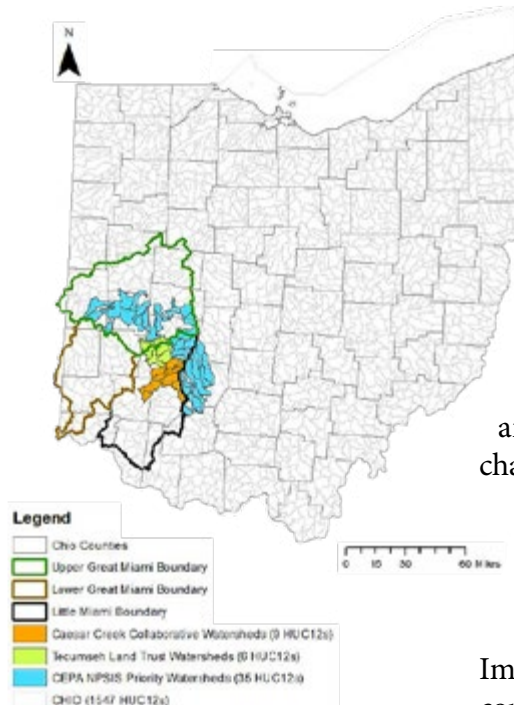 N
a
cha
0 15 30 60 Miles
Legend
Ohio Counties
Upper Great Miami Boundary
Lower Great Miami Boundary
Little Miami Boundary
Caesar Creek Collaborative Watersheds (9 HUC12s)
Tecumseh Land Trust Watersheds (6 HUC12s)
OEPA NPSIS Priority Watersheds (35 HUC12s)
OHIO (1547 HUC12s)
Im